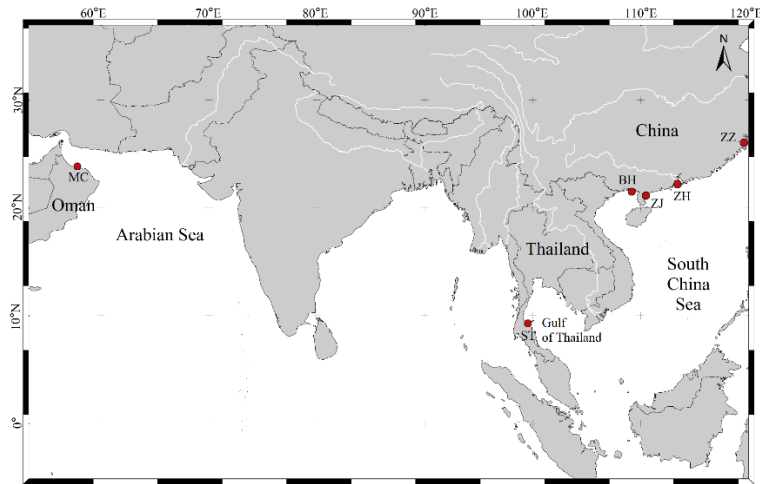 60°E 70°E 80°E 90°E 100°E 110°E 120°E
N
30°N
China
ZZ
MC
BH
ZJ
ZH
Oman
20°N
Arabian Sea
Thailand
South
China
Sea
10°N
ST
Gulf
of Thailand
0°